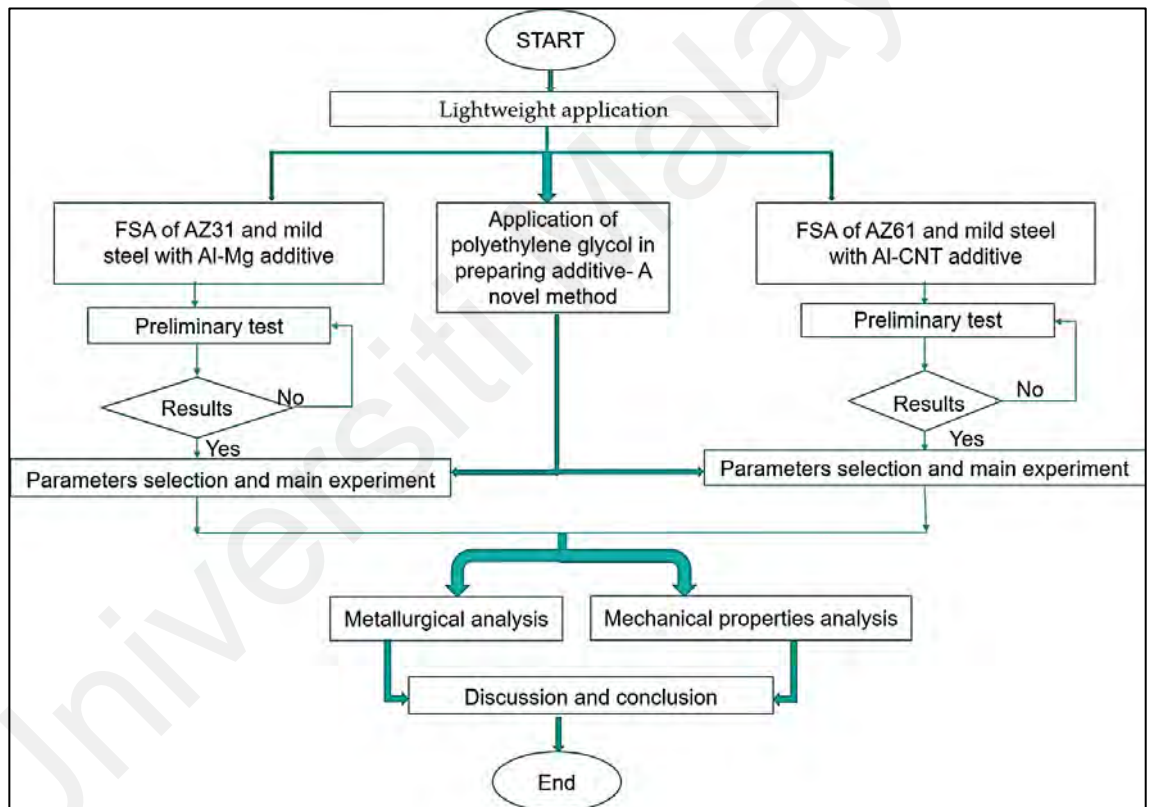 START
Lightweight application
FSA of AZ31 and mild
steel with Al-Mg additive
Application of
polyethylene glycol in
preparing additive- A
novel method
FSA of AZ61 and mild steel
with Al-CNT additive
Preliminary test
Preliminary test
Results
No
Results
No
Yes
Yes
Parameters selection and main experiment
Parameters selection and main experiment
Metallurgical analysis
Mechanical properties analysis
Discussion and conclusion
End
Universiti Malay